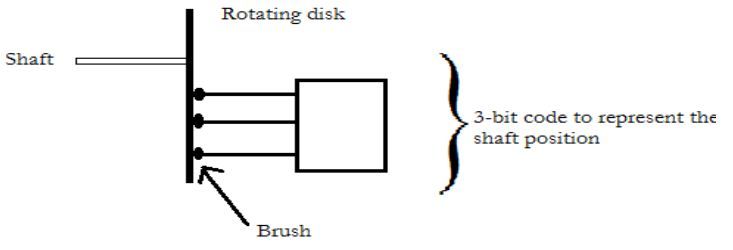 Rotating disk
Shaft
3-bit code to represent the
shaft position
Brush